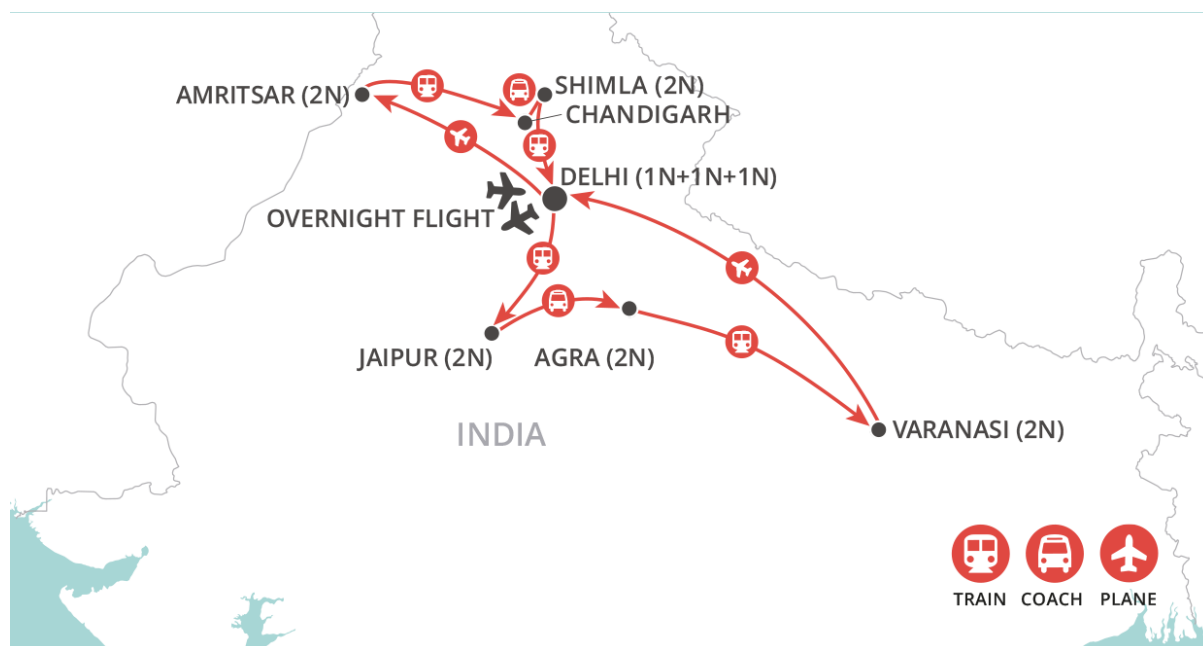 AMRITSAR (2N)
SHIMLA (2N)
CHANDIGARH
DELHI (1N+1N+1N)
OVERNIGHT FLIGHT
JAIPUR (2N)
AGRA (2N)
VARANASI (2N)
INDIA
TRAIN COACH PLANE